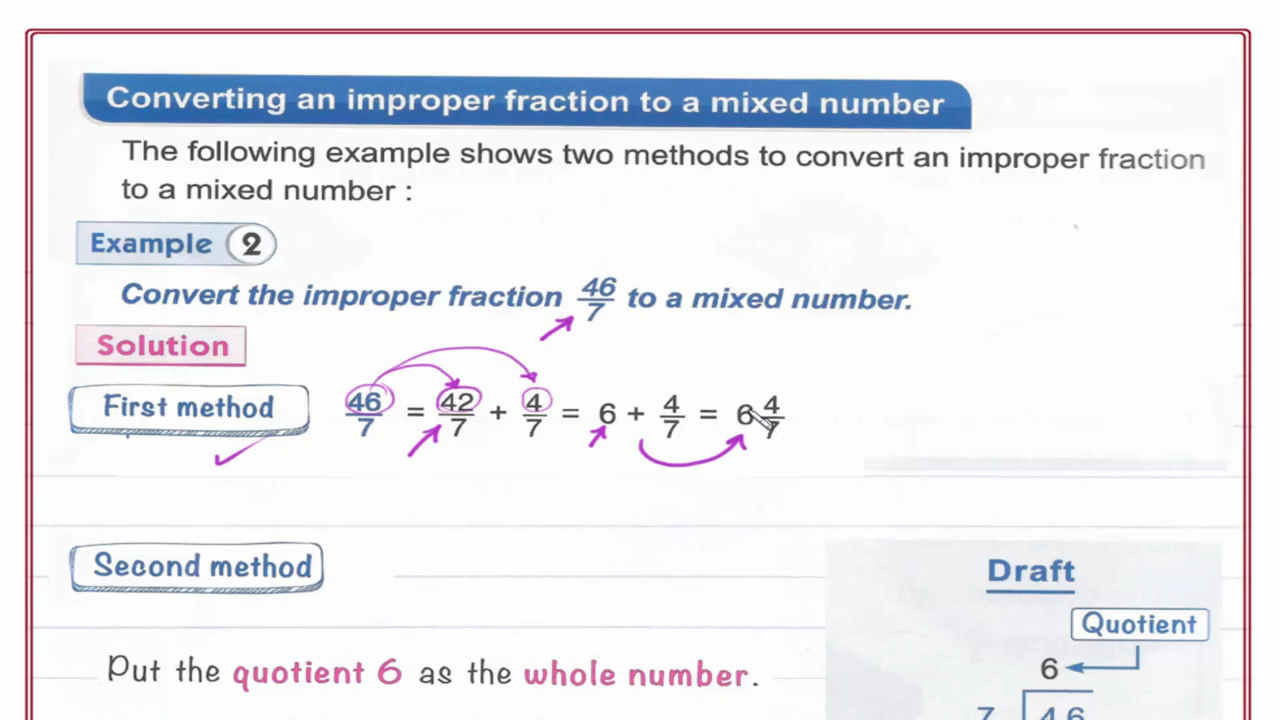 Converting an improper fraction to a mixed number
The following example shows two methods to convert an improper fraction
to a mixed number :
Example 2
Convert the improper fraction 46/7 to a mixed number.
Solution
First method
46/7 = 42/7 + 4/7 = 6 + 4/7 = 6 4/7
Second method
Draft
Quotient
Put the quotient 6 as the whole number.
6
7 46